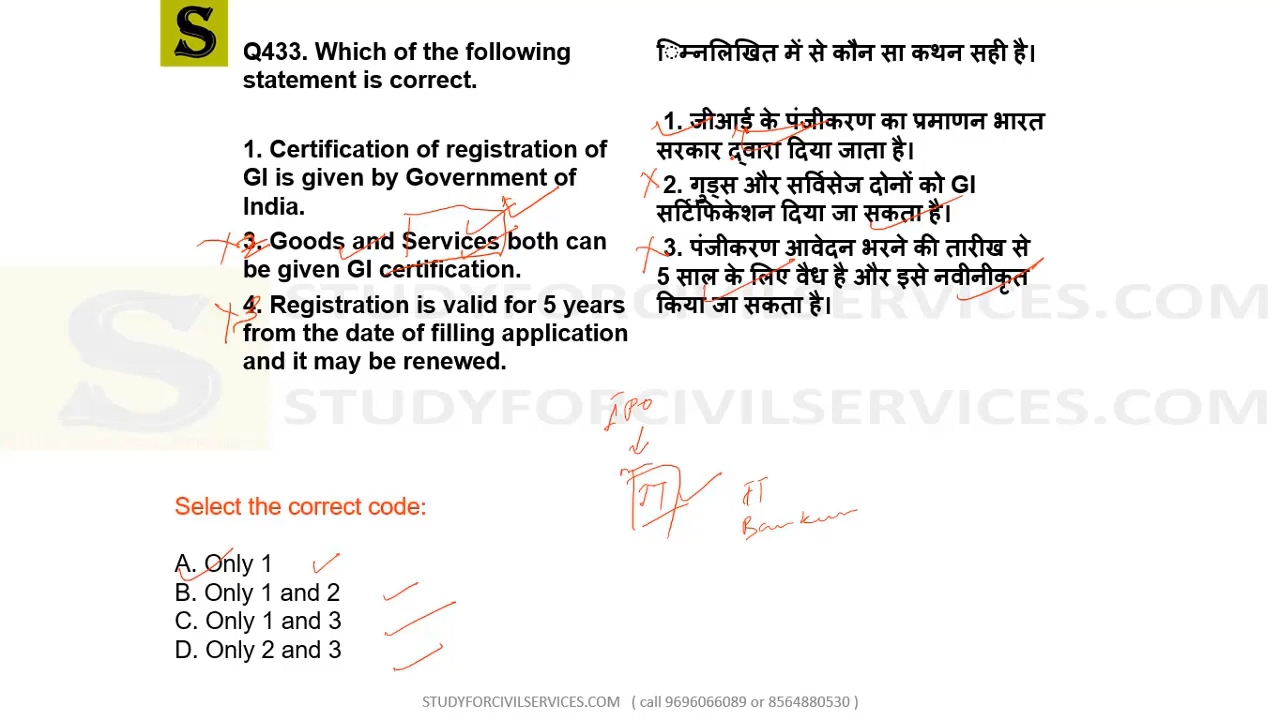 S
Q433. Which of the following
statement is correct.
1. Certification of registration of
GI is given by Government of
India.
3. Goods and Services both can
be given GI certification.
4. Registration is valid for 5 years
from the date of filling application
and it may be renewed.
िम्नलिखित में से कौन सा कथन सही है।
1. जीआई के पंजीकरण का प्रमाणन भारत
सरकार द्वारा दिया जाता है।
2. गुड्स और सर्विसेज दोनों को GI
सर्टिफिकेशन दिया जा सकता है।
3. पंजीकरण आवेदन भरने की तारीख से
5 साल के लिए वैध है और इसे नवीनीकृत
किया जा सकता है।
2
3
S
STUDYFORCIVILSERVICES.COM
STUDYFORCIVILSERVICES.COM
IPO
IT
IT
Select the correct code:
A. Only 1
B. Only 1 and 2
C. Only 1 and 3
D. Only 2 and 3
STUDYFORCIVILSERVICES.COM ( call 9696066089 or 8564880530 )